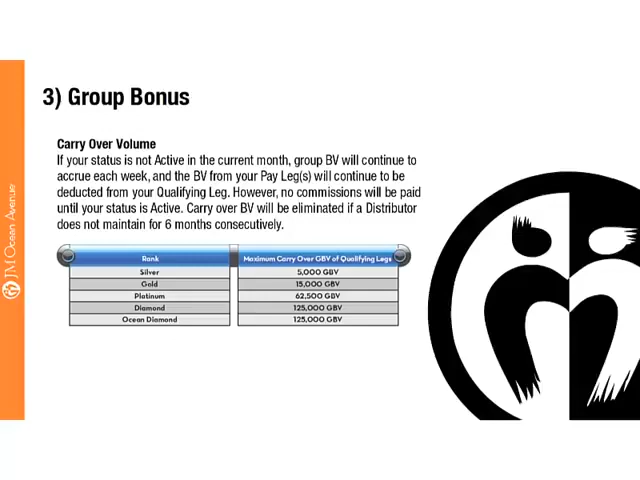 3) Group Bonus
Carry Over Volume
If your status is not Active in the current month, group BV will continue to
accrue each week, and the BV from your Pay Leg(s) will continue to be
deducted from your Qualifying Leg. However, no commissions will be paid
until your status is Active. Carry over BV will be eliminated if a Distributor
does not maintain for 6 months consecutively.
Rank Maximum Carry Over GBV of Qualifying Legs
Silver 5,000 GBV
Gold 15,000 GBV
Platinum 62,500 GBV
Diamond 125,000 GBV
Ocean Diamond 125,000 GBV
JM Ocean Avenue